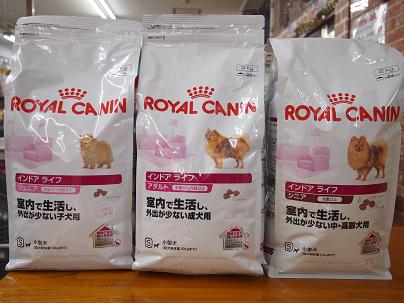 ROYAL CANIN
インドア ライフ
ジュニア
室内で生活し、
外出が少ない子犬用
S 小型犬
ROYAL CANIN
インドア ライフ
アダルト
室内で生活し、
外出が少ない成犬用
S 小型犬
ROYAL CANIN
インドア ライフ
シニア
室内で生活し、
外出が少ない中・高齢犬用
S 小型犬